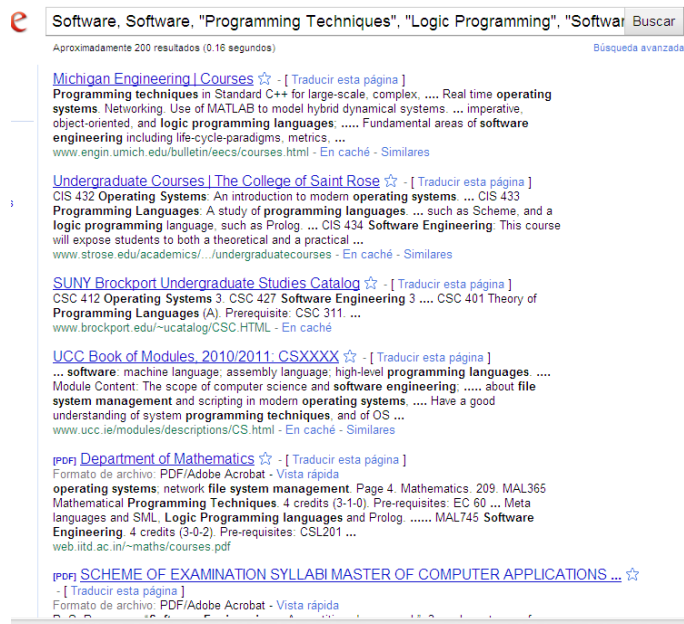 e
Software, Software, "Programming Techniques", "Logic Programming", "Softwar
Buscar
Aproximadamente 200 resultados (0.16 segundos)
Búsqueda avanzada
Michigan Engineering | Courses ☆ - [ Traducir esta página ]
Programming techniques in Standard C++ for large-scale, complex, .... Real time operating
systems. Networking. Use of MATLAB to model hybrid dynamical systems. ... imperative,
object-oriented, and logic programming languages; ..... Fundamental areas of software
engineering including life-cycle-paradigms, metrics, ...
www.engin.umich.edu/bulletin/eecs/courses.html - En caché - Similares
Undergraduate Courses | The College of Saint Rose ☆ - [ Traducir esta página ]
CIS 432 Operating Systems: An introduction to modern operating systems. ... CIS 433
Programming Languages: A study of programming languages. ... such as Scheme, and a
logic programming language, such as Prolog. ... CIS 434 Software Engineering: This course
will expose students to both a theoretical and a practical ...
www.strose.edu/academics/.../undergraduatecourses - En caché - Similares
s
SUNY Brockport Undergraduate Studies Catalog ☆ - [ Traducir esta página ]
CSC 412 Operating Systems 3. CSC 427 Software Engineering 3 .... CSC 401 Theory of
Programming Languages (A). Prerequisite: CSC 311. ...
www.brockport.edu/~ucatalog/CSC.HTML - En caché
UCC Book of Modules, 2010/2011: CSXXXX ☆ - [ Traducir esta página ]
... software: machine language; assembly language; high-level programming languages. ....
Module Content: The scope of computer science and software engineering; ..... about file
system management and scripting in modern operating systems, .... Have a good
understanding of system programming techniques, and of OS ...
www.ucc.ie/modules/descriptions/CS.html - En caché - Similares
[PDF] Department of Mathematics ☆ - [ Traducir esta página ]
Formato de archivo: PDF/Adobe Acrobat - Vista rápida
operating systems; network file system management. Page 4. Mathematics. 209. MAL365
Mathematical Programming Techniques. 4 credits (3-1-0). Pre-requisites: EC 60 ... Meta
languages and SML, Logic Programming languages and Prolog. ...... MAL745 Software
Engineering. 4 credits (3-0-2). Pre-requisites: CSL201 ...
web.iitd.ac.in/~maths/courses.pdf
[PDF] SCHEME OF EXAMINATION SYLLABI MASTER OF COMPUTER APPLICATIONS ... ☆
- [ Traducir esta página ]
Formato de archivo: PDF/Adobe Acrobat - Vista rápida